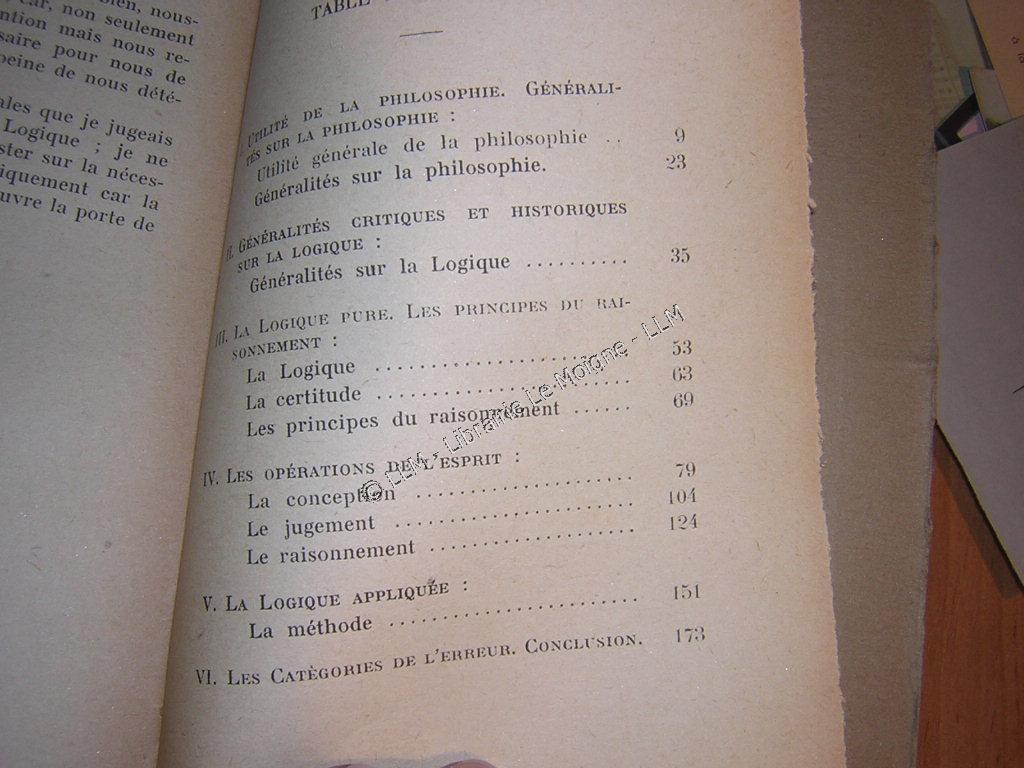 bien, nous-
car, non seulement
ntion mais nous re-
saire pour nous de
peine de nous dété-
ales que je jugeais
Logique ; je ne
ster sur la néces-
iquement car la
uvre la porte de
TABLE
Utilité de la philosophie. Générali-
tés sur la philosophie :
Utilité générale de la philosophie .. 9
Généralités sur la philosophie. 23
II. Généralités critiques et historiques
sur la logique :
Généralités sur la Logique .......... 35
III. La Logique pure. Les principes du rai-
sonnement :
La Logique .................... 53
La certitude .................... 63
Les principes du raisonnement ...... 69
IV. Les opérations de l'esprit :
La conception .................... 79
Le jugement .................... 104
Le raisonnement .................. 124
V. La Logique appliquée :
La méthode .................... 151
VI. Les Catègories de l'erreur. Conclusion. 173
© LLM - Librairie Le Moigne - LLM